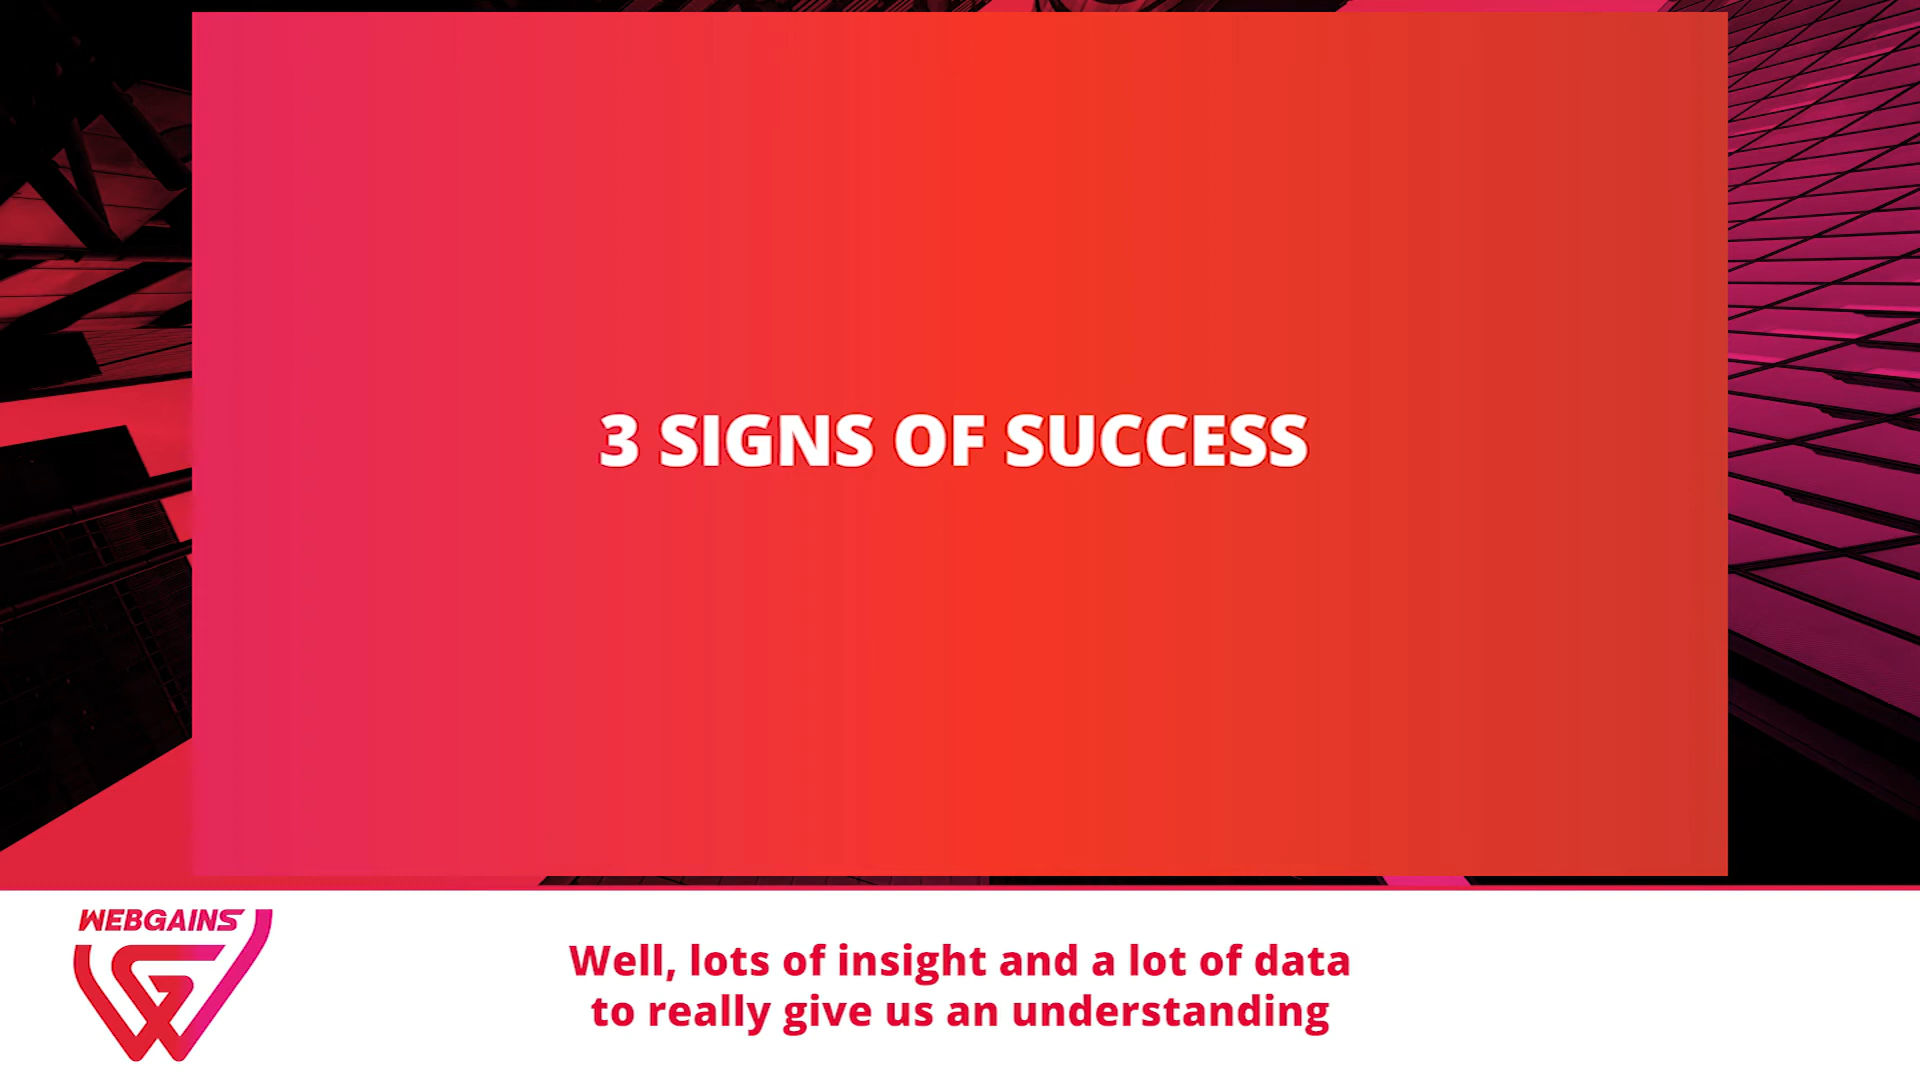 3 SIGNS OF SUCCESS
WEBGAINS
Well, lots of insight and a lot of data
to really give us an understanding